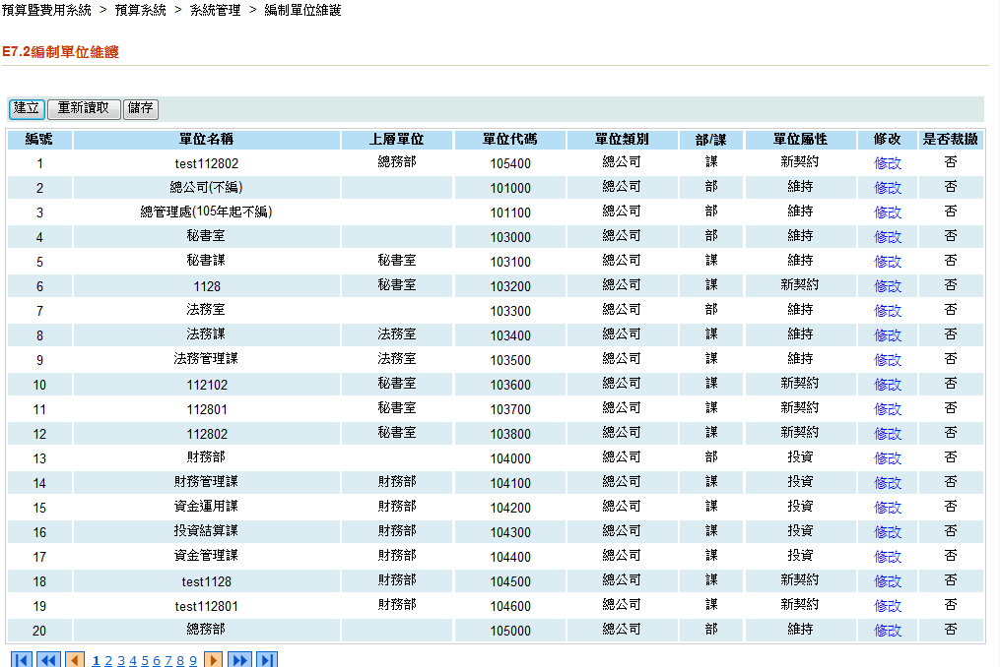 預算暨費用系統 > 預算系統 > 系統管理 > 編制單位維護
E7.2編制單位維護
建立 重新讀取 儲存
編號 單位名稱 上層單位 單位代碼 單位類別 部/課 單位屬性 修改 是否裁撤
1 test112802 總務部 105400 總公司 課 新契約 修改 否
2 總公司(不編) 101000 總公司 部 維持 修改 否
3 總管理處(105年起不編) 101100 總公司 部 維持 修改 否
4 秘書室 103000 總公司 部 維持 修改 否
5 秘書課 秘書室 103100 總公司 課 維持 修改 否
6 1128 秘書室 103200 總公司 課 新契約 修改 否
7 法務室 103300 總公司 部 維持 修改 否
8 法務課 法務室 103400 總公司 課 維持 修改 否
9 法務管理課 法務室 103500 總公司 課 維持 修改 否
10 112102 秘書室 103600 總公司 課 新契約 修改 否
11 112801 秘書室 103700 總公司 課 新契約 修改 否
12 112802 秘書室 103800 總公司 課 新契約 修改 否
13 財務部 104000 總公司 部 投資 修改 否
14 財務管理課 財務部 104100 總公司 課 投資 修改 否
15 資金運用課 財務部 104200 總公司 課 投資 修改 否
16 投資結算課 財務部 104300 總公司 課 投資 修改 否
17 資金管理課 財務部 104400 總公司 課 投資 修改 否
18 test1128 財務部 104500 總公司 課 新契約 修改 否
19 test112801 財務部 104600 總公司 課 新契約 修改 否
20 總務部 105000 總公司 部 維持 修改 否
1 2 3 4 5 6 7 8 9